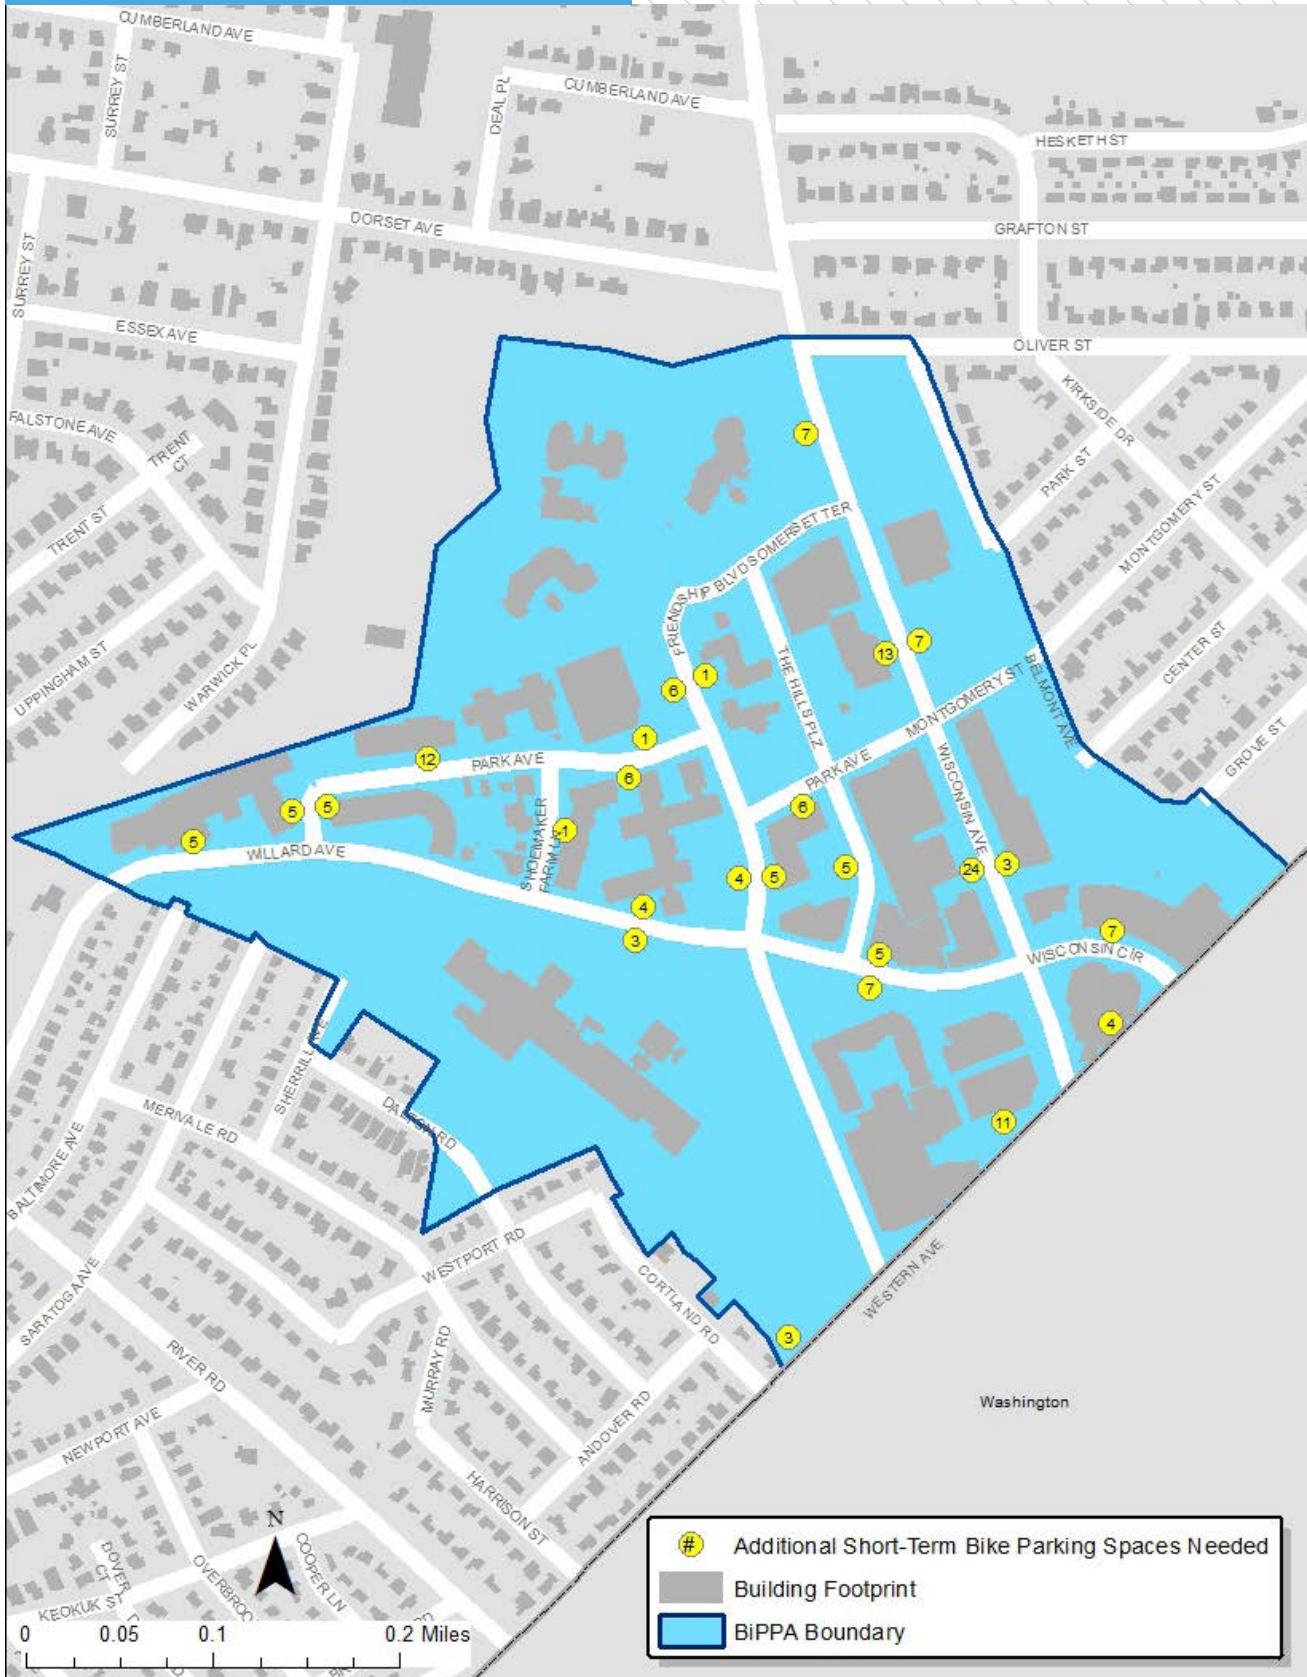 CUMBERLAND AVE
SURREY ST
DEAL PL
CUMBERLAND AVE
HESKETH ST
DORSET AVE
GRAFTON ST
SURREY ST
ESSEX AVE
OLIVER ST
KIRKSIDE DR
FALSTONE AVE
TRENT
CT
7
PARK ST
MONTGOMERY ST
TRENT ST
FRIENDSHIP BLVD
SOMERSET TER
UPPINGHAM ST
WARWICK PL
THE HILLS PLZ
13
7
CENTER ST
1
6
BELMONT AVE
MONTGOMERY ST
GROVE ST
1
12
PARK AVE
6
PARK AVE
WISCONSIN AVE
5
5
6
5
1
SHOEMAKER
FARM LN
WILLARD AVE
4
5
5
24
3
4
3
7
5
7
WISCONSIN CIR
4
SHERRILL AVE
MERIVALE RD
DALTON RD
11
BALTIMORE AVE
WESTPORT RD
SARATOGA AVE
CORTLAND RD
WESTERN AVE
3
RIVER RD
MURRAY RD
ANDOVER RD
Washington
NEWPORT AVE
HARRISON ST
N
DOVER
CT
OVERBROO
COOPER LN
KEOKUK ST
RD
0 0.05 0.1 0.2 Miles
# Additional Short-Term Bike Parking Spaces Needed
Building Footprint
BiPPA Boundary